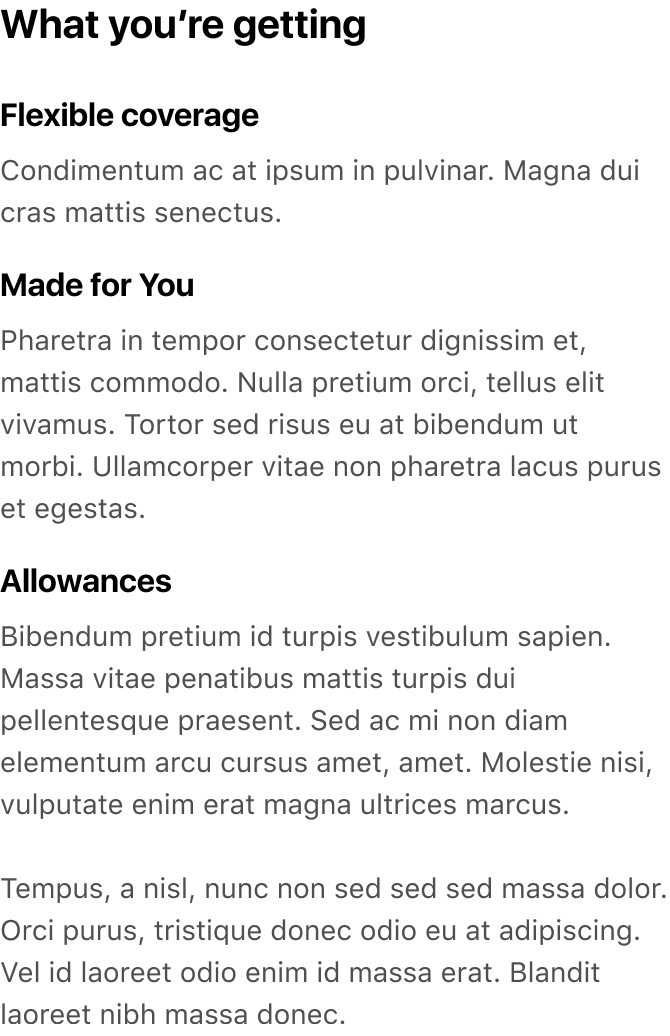 What you’re getting
Flexible coverage
Condimentum ac at ipsum in pulvinar. Magna dui
cras mattis senectus.
Made for You
Pharetra in tempor consectetur dignissim et,
mattis commodo. Nulla pretium orci, tellus elit
vivamus. Tortor sed risus eu at bibendum ut
morbi. Ullamcorper vitae non pharetra lacus purus
et egestas.
Allowances
Bibendum pretium id turpis vestibulum sapien.
Massa vitae penatibus mattis turpis dui
pellentesque praesent. Sed ac mi non diam
elementum arcu cursus amet, amet. Molestie nisi,
vulputate enim erat magna ultrices marcus.
Tempus, a nisl, nunc non sed sed sed massa dolor.
Orci purus, tristique donec odio eu at adipiscing.
Vel id laoreet odio enim id massa erat. Blandit
laoreet nibh massa donec.